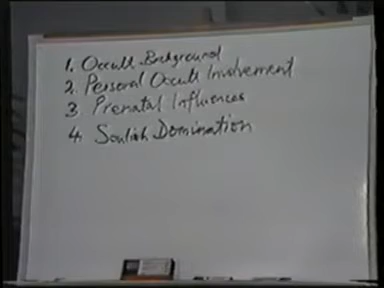 1. Occult Background
2. Personal Occult Involvement
3 Prenatal Influences
4. Soulish Domination